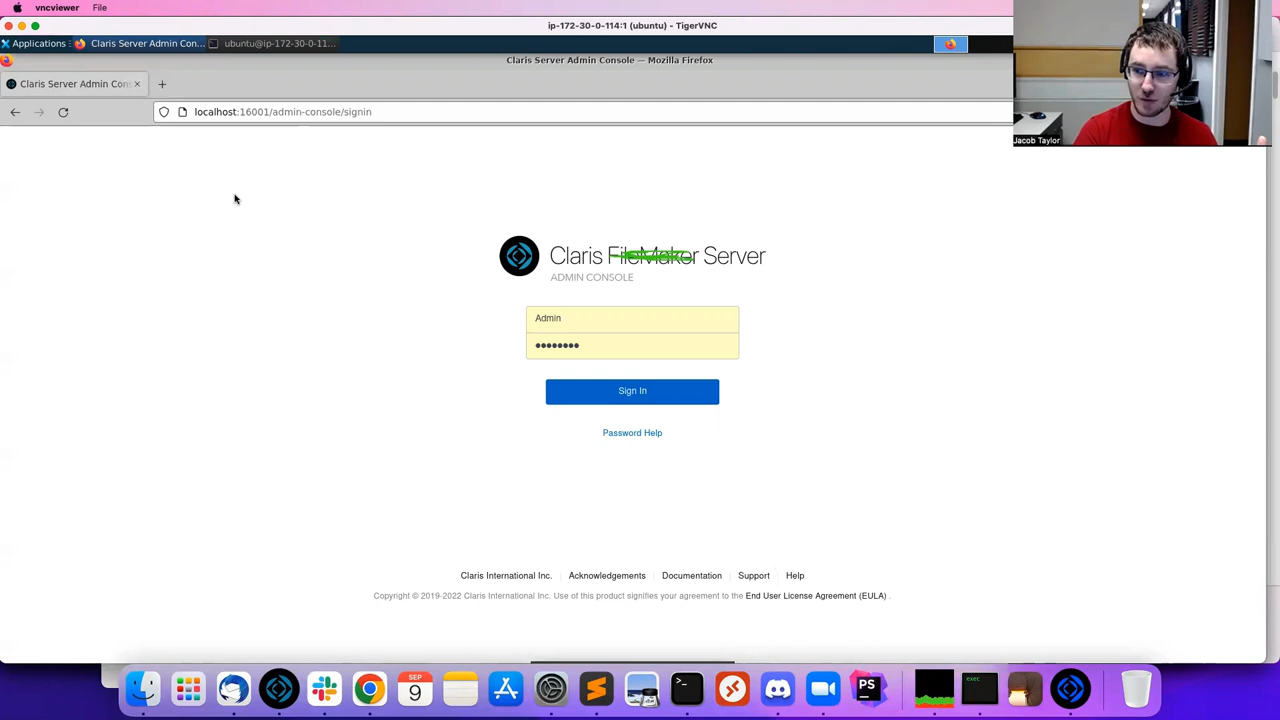 vncviewer File
ip-172-30-0-114:1 (ubuntu) - TigerVNC
Applications Claris Server Admin Con... ubuntu@ip-172-30-0-11...
Claris Server Admin Console — Mozilla Firefox
Claris Server Admin Con
localhost:16001/admin-console/signin
Jacob Taylor
Claris FileMaker Server
ADMIN CONSOLE
Admin
••••••••
Sign In
Password Help
Claris International Inc. Acknowledgements Documentation Support Help
Copyright © 2019-2022 Claris International Inc. Use of this product signifies your agreement to the End User License Agreement (EULA) .
SEP
9
exec
PS